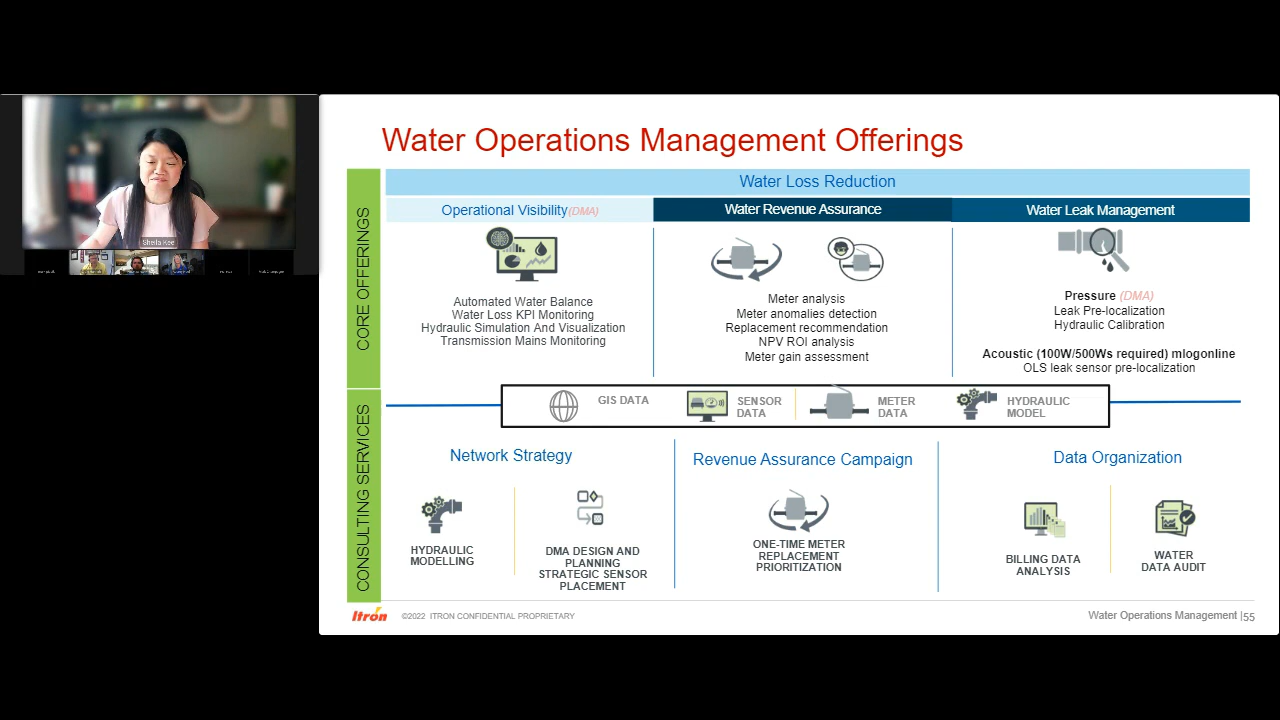 Sheila Kee
Water Operations Management Offerings
CORE OFFERINGS
Water Loss Reduction
Operational Visibility(DMA)
Water Revenue Assurance
Water Leak Management
Automated Water Balance
Water Loss KPI Monitoring
Hydraulic Simulation And Visualization
Transmission Mains Monitoring
Meter analysis
Meter anomalies detection
Replacement recommendation
NPV ROI analysis
Meter gain assessment
Pressure (DMA)
Leak Pre-localization
Hydraulic Calibration
Acoustic (100W/500Ws required) mlogonline
OLS leak sensor pre-localization
GIS DATA
SENSOR
DATA
METER
DATA
HYDRAULIC
MODEL
CONSULTING SERVICES
Network Strategy
HYDRAULIC
MODELLING
DMA DESIGN AND
PLANNING
STRATEGIC SENSOR
PLACEMENT
Revenue Assurance Campaign
ONE-TIME METER
REPLACEMENT
PRIORITIZATION
Data Organization
BILLING DATA
ANALYSIS
WATER
DATA AUDIT
Itron
©2022 ITRON CONFIDENTIAL PROPRIETARY
Water Operations Management |55